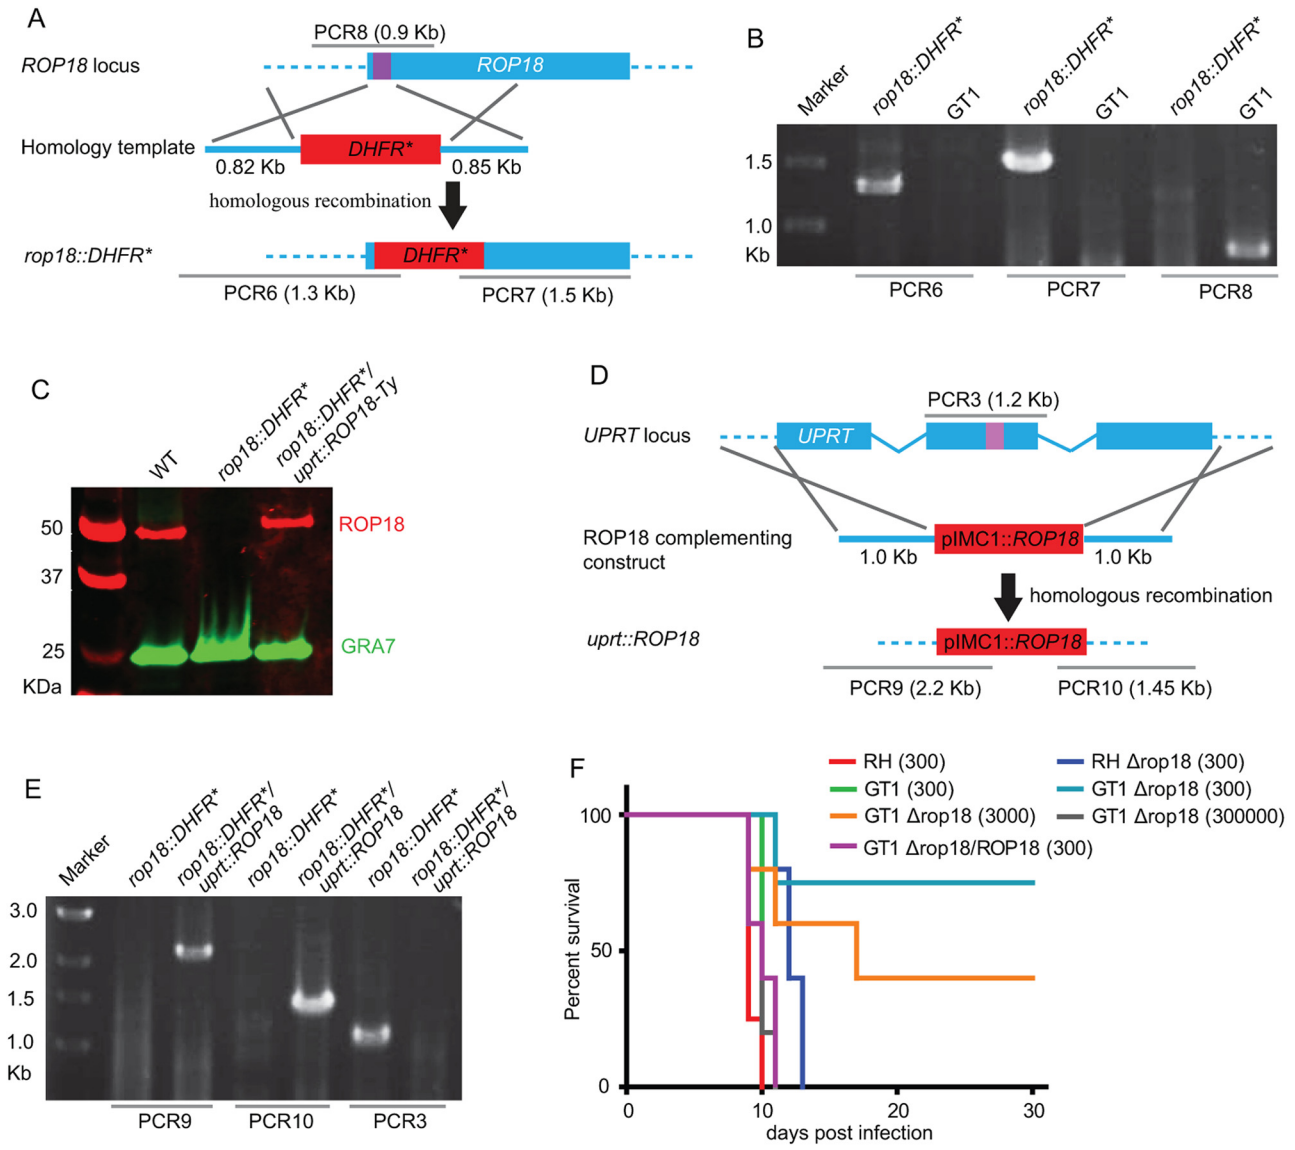 A
PCR8 (0.9 Kb)
ROP18 locus
ROP18
Homology template
DHFR*
0.82 Kb
0.85 Kb
homologous recombination
rop18::DHFR*
DHFR*
PCR6 (1.3 Kb)
PCR7 (1.5 Kb)
B
Marker
rop18::DHFR*
GT1
rop18::DHFR*
GT1
rop18::DHFR*
GT1
1.5
1.0
Kb
PCR6
PCR7
PCR8
C
WT
rop18::DHFR*
rop18::DHFR*/
uprt::ROP18-Ty
50
37
25
KDa
ROP18
GRA7
D
PCR3 (1.2 Kb)
UPRT locus
UPRT
ROP18 complementing
construct
pIMC1::ROP18
1.0 Kb
1.0 Kb
homologous recombination
uprt::ROP18
pIMC1::ROP18
PCR9 (2.2 Kb)
PCR10 (1.45 Kb)
E
Marker
rop18::DHFR*
rop18::DHFR*/
uprt::ROP18
rop18::DHFR*
rop18::DHFR*/
uprt::ROP18
rop18::DHFR*
rop18::DHFR*/
uprt::ROP18
3.0
2.0
1.5
1.0
Kb
PCR9
PCR10
PCR3
F
RH (300)
RH Δrop18 (300)
GT1 (300)
GT1 Δrop18 (300)
GT1 Δrop18 (3000)
GT1 Δrop18 (300000)
GT1 Δrop18/ROP18 (300)
Percent survival
100
50
0
0
10
20
30
days post infection